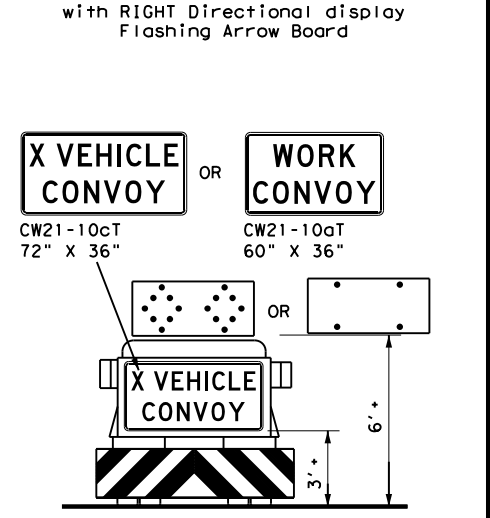 with RIGHT Directional display
Flashing Arrow Board
X VEHICLE
CONVOY
OR
WORK
CONVOY
CW21-10cT
72" X 36"
CW21-10aT
60" X 36"
OR
X VEHICLE
CONVOY
6' +
3' +